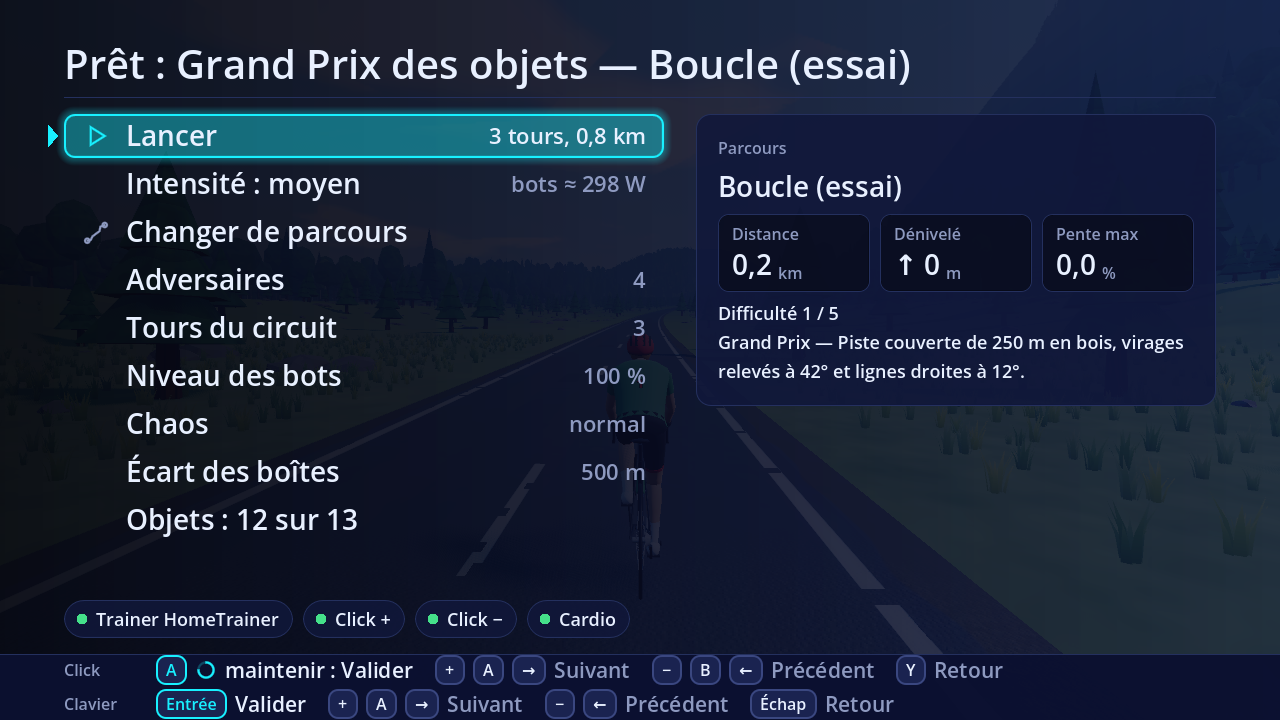 Prêt : Grand Prix des objets — Boucle (essai)
Lancer 3 tours, 0,8 km
Intensité : moyen bots ≈ 298 W
Changer de parcours
Adversaires 4
Tours du circuit 3
Niveau des bots 100 %
Chaos normal
Écart des boîtes 500 m
Objets : 12 sur 13
Parcours
Boucle (essai)
Distance Dénivelé Pente max
0,2 km ↑ 0 m 0,0 %
Difficulté 1 / 5
Grand Prix — Piste couverte de 250 m en bois, virages
relevés à 42° et lignes droites à 12°.
Trainer HomeTrainer Click + Click − Cardio
Click A maintenir : Valider + A → Suivant − B ← Précédent Y Retour
Clavier Entrée Valider + A → Suivant − ← Précédent Échap Retour